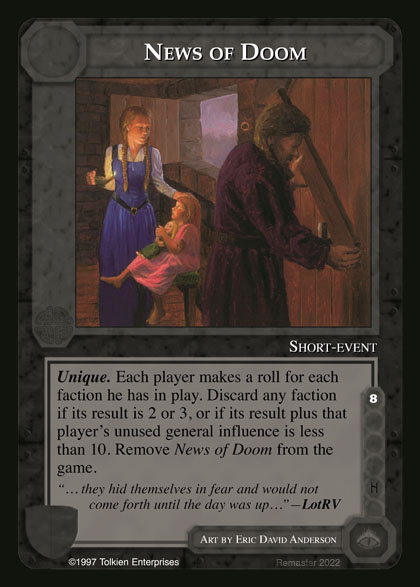 News of Doom
Short-event
Unique. Each player makes a roll for each
faction he has in play. Discard any faction
if its result is 2 or 3, or if its result plus that
player's unused general influence is less
than 10. Remove News of Doom from the
game.
8
"… they hid themselves in fear and would not
come forth until the day was up…"—LotRV
H
Art by Eric David Anderson
©1997 Tolkien Enterprises
Remaster 2022